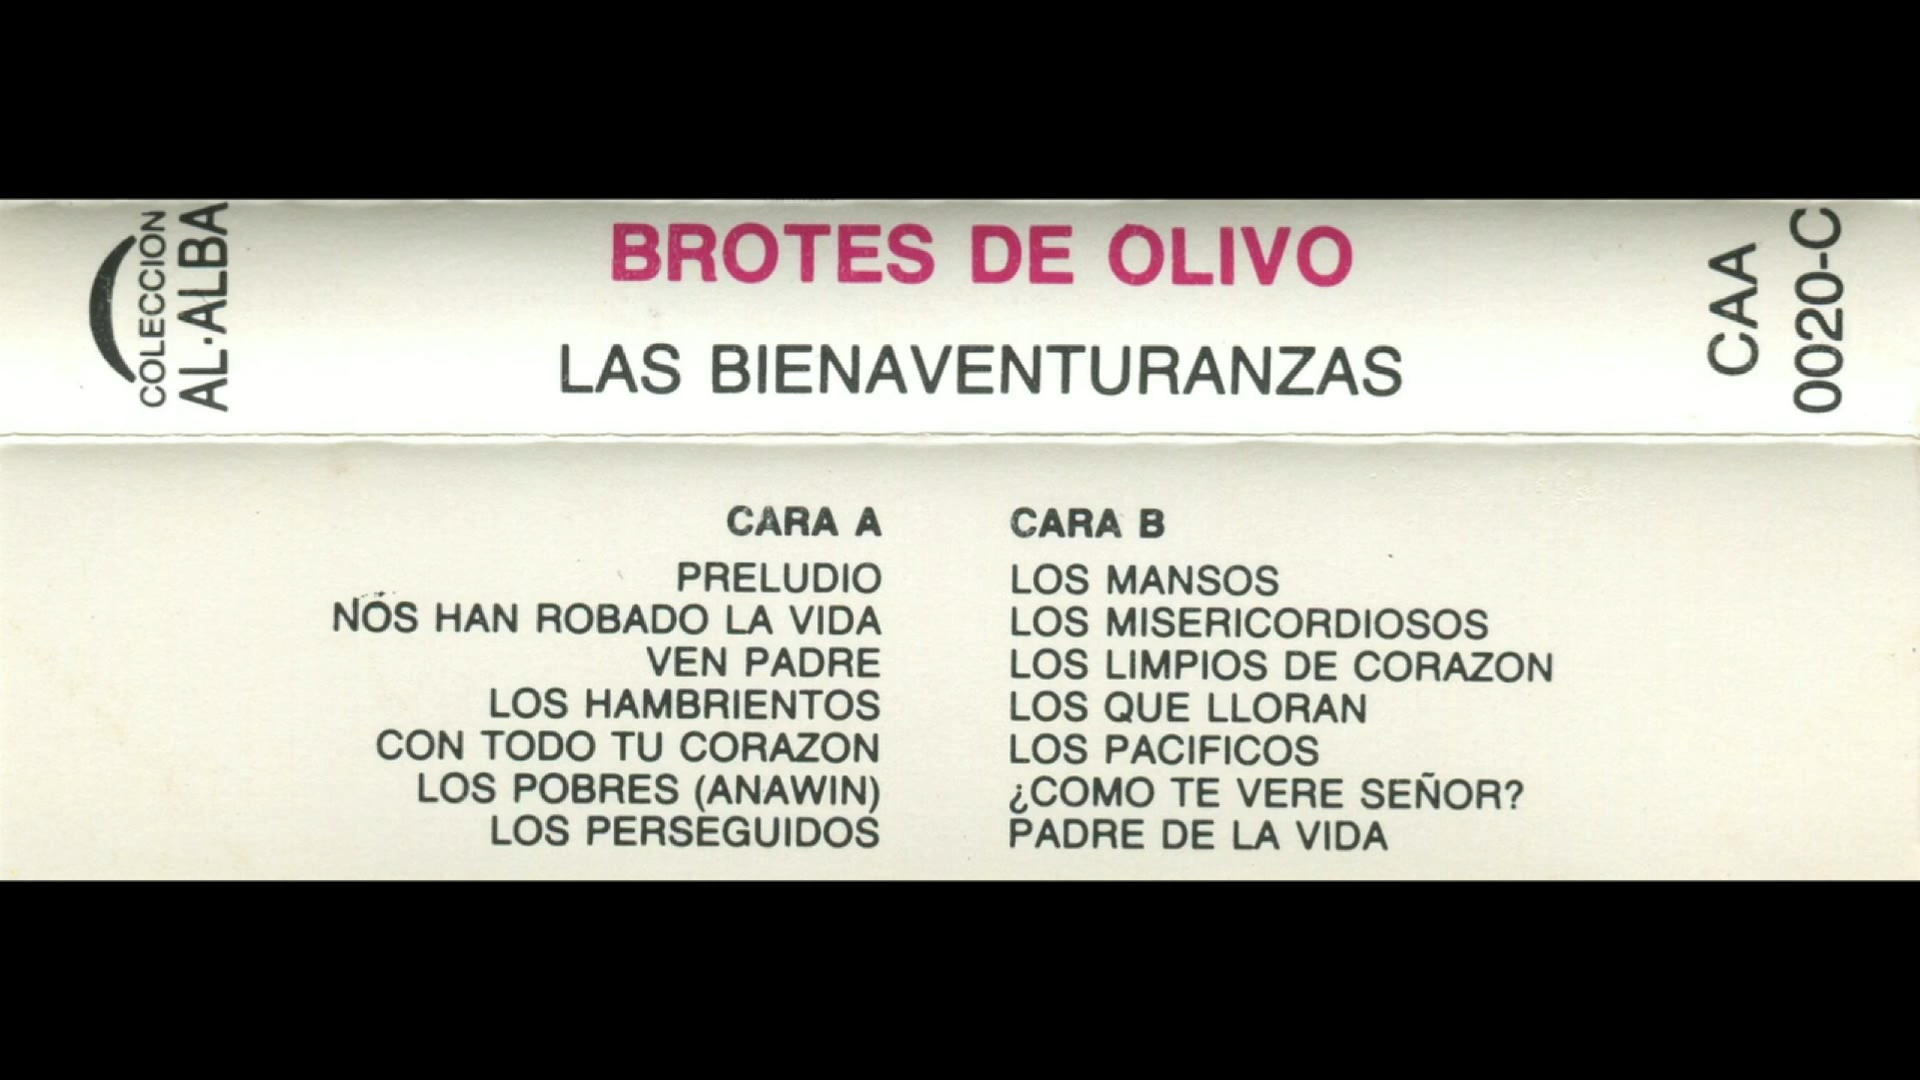 COLECCION
AL·ALBA
BROTES DE OLIVO
LAS BIENAVENTURANZAS
CAA
0020-C
CARA A
PRELUDIO
NOS HAN ROBADO LA VIDA
VEN PADRE
LOS HAMBRIENTOS
CON TODO TU CORAZON
LOS POBRES (ANAWIN)
LOS PERSEGUIDOS
CARA B
LOS MANSOS
LOS MISERICORDIOSOS
LOS LIMPIOS DE CORAZON
LOS QUE LLORAN
LOS PACIFICOS
¿COMO TE VERE SEÑOR?
PADRE DE LA VIDA